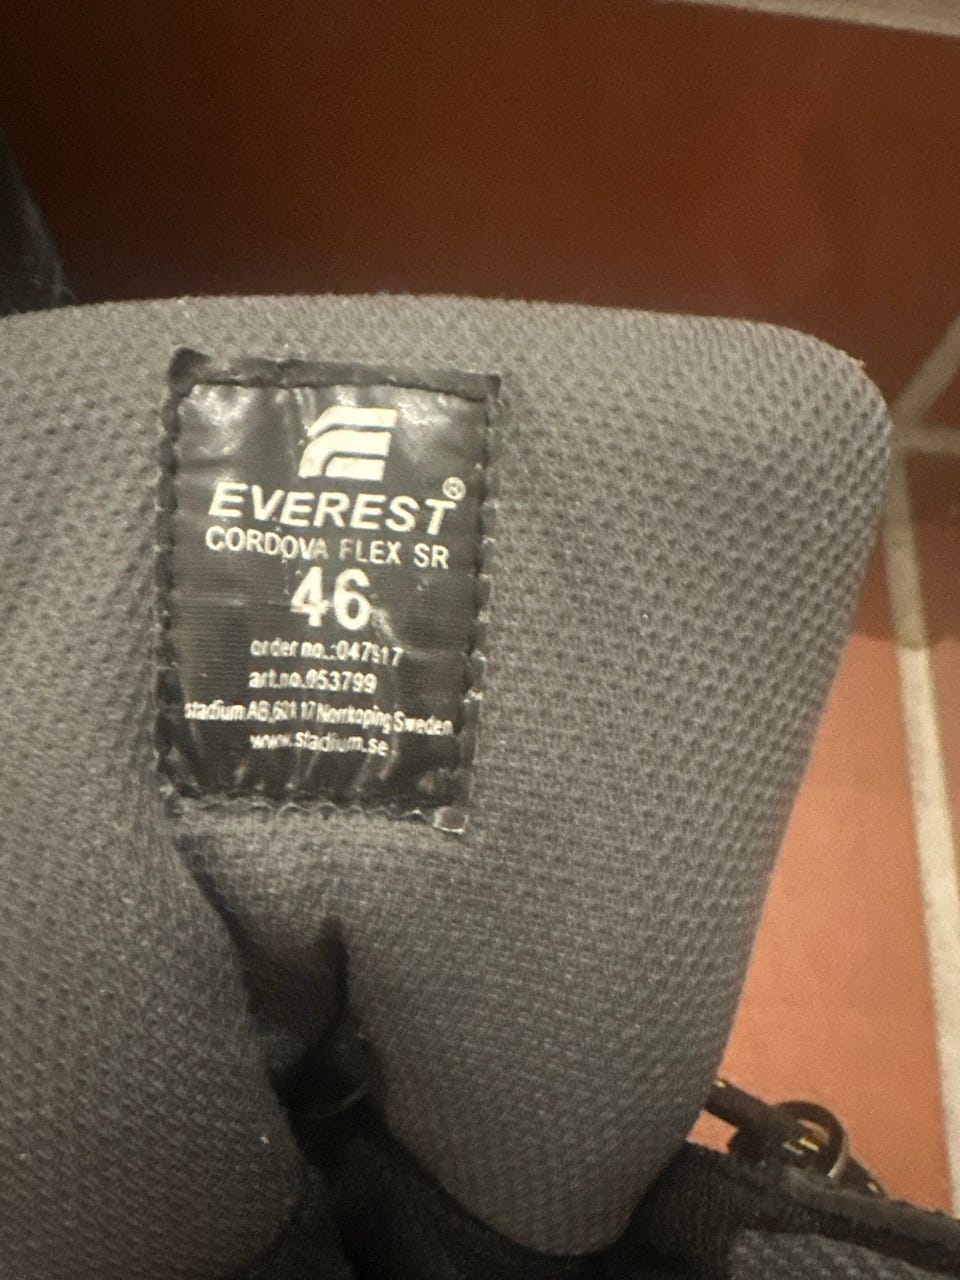 EVEREST®
CORDOVA FLEX SR
46
order no.:047917
art.no.053799
stadium AB,601 17 Norrkoping Sweden
www.stadium.se